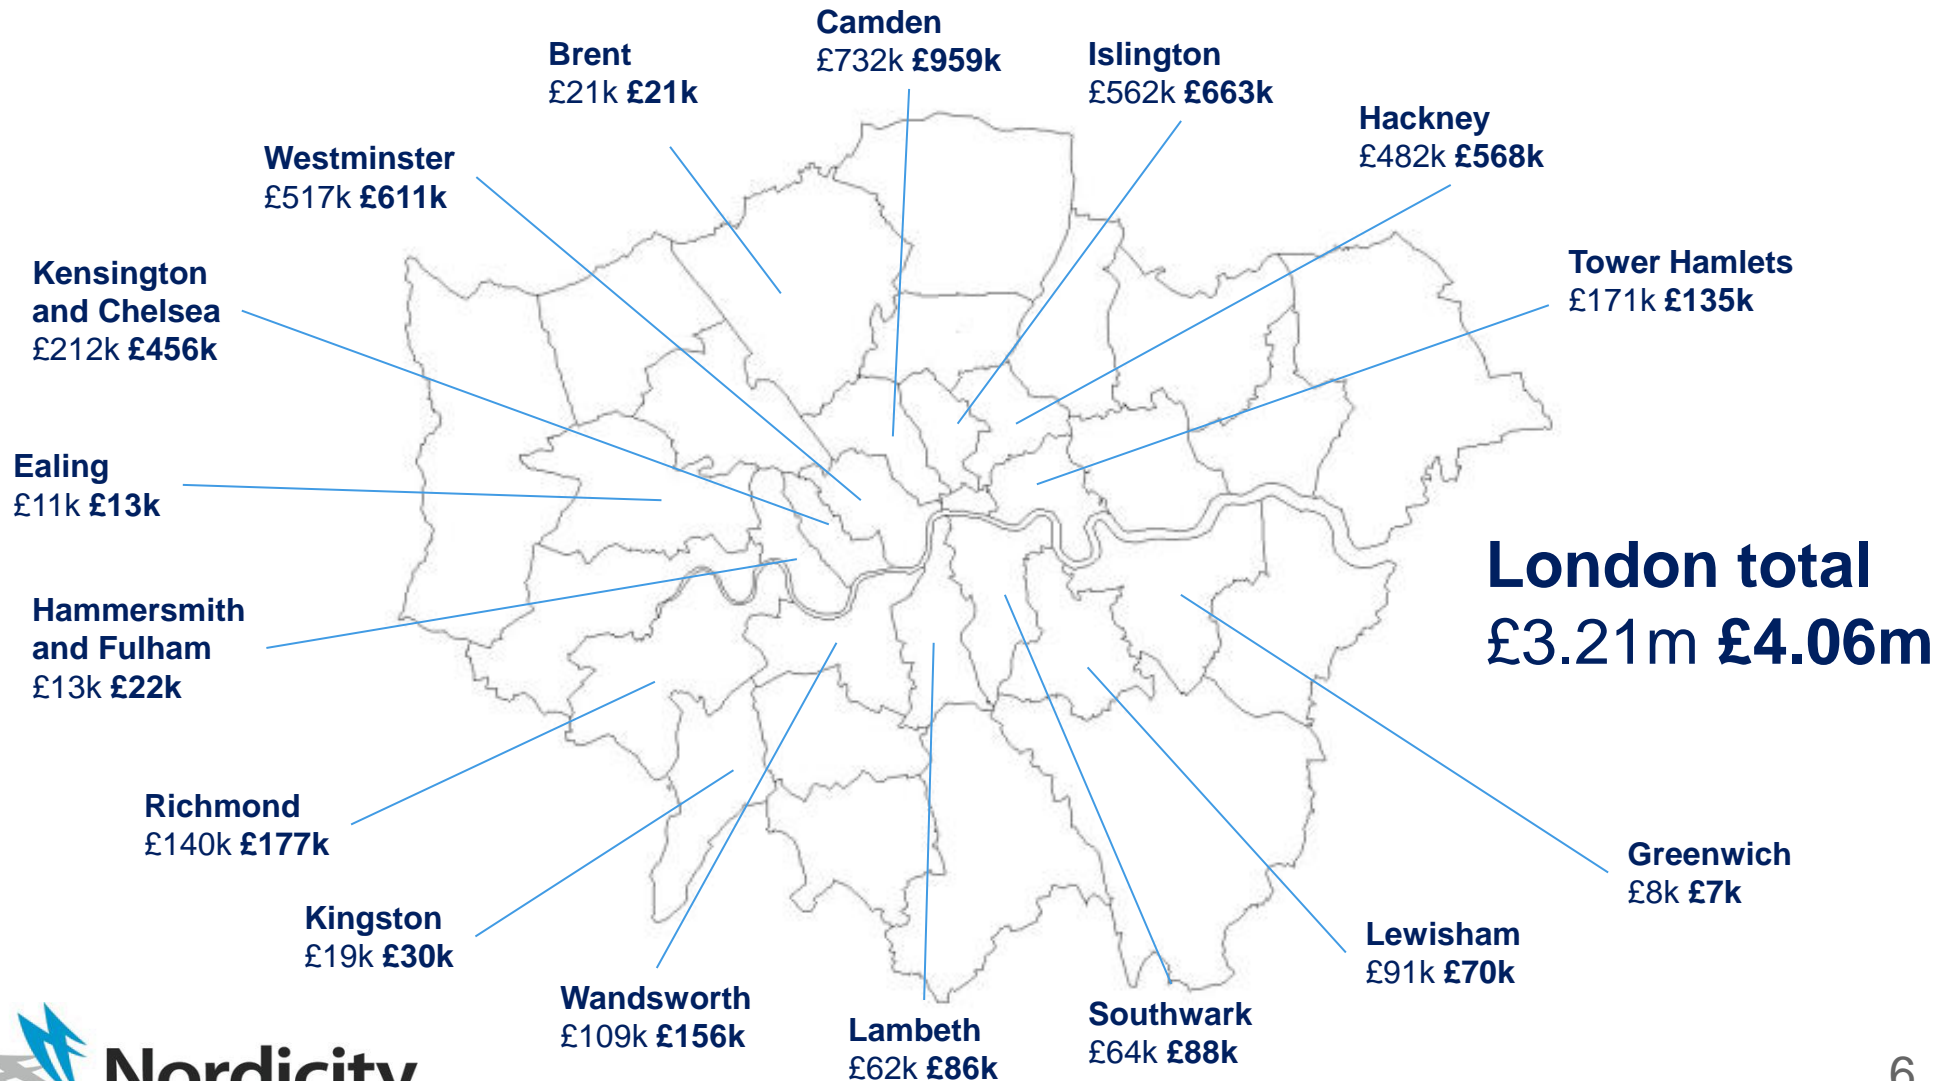 Camden
£732k £959k
Brent
£21k £21k
Islington
£562k £663k
Hackney
£482k £568k
Westminster
£517k £611k
Tower Hamlets
£171k £135k
Kensington
and Chelsea
£212k £456k
Ealing
£11k £13k
London total
£3.21m £4.06m
Hammersmith
and Fulham
£13k £22k
Richmond
£140k £177k
Greenwich
£8k £7k
Kingston
£19k £30k
Lewisham
£91k £70k
Wandsworth
£109k £156k
Lambeth
£62k £86k
Southwark
£64k £88k
Nordicity
6